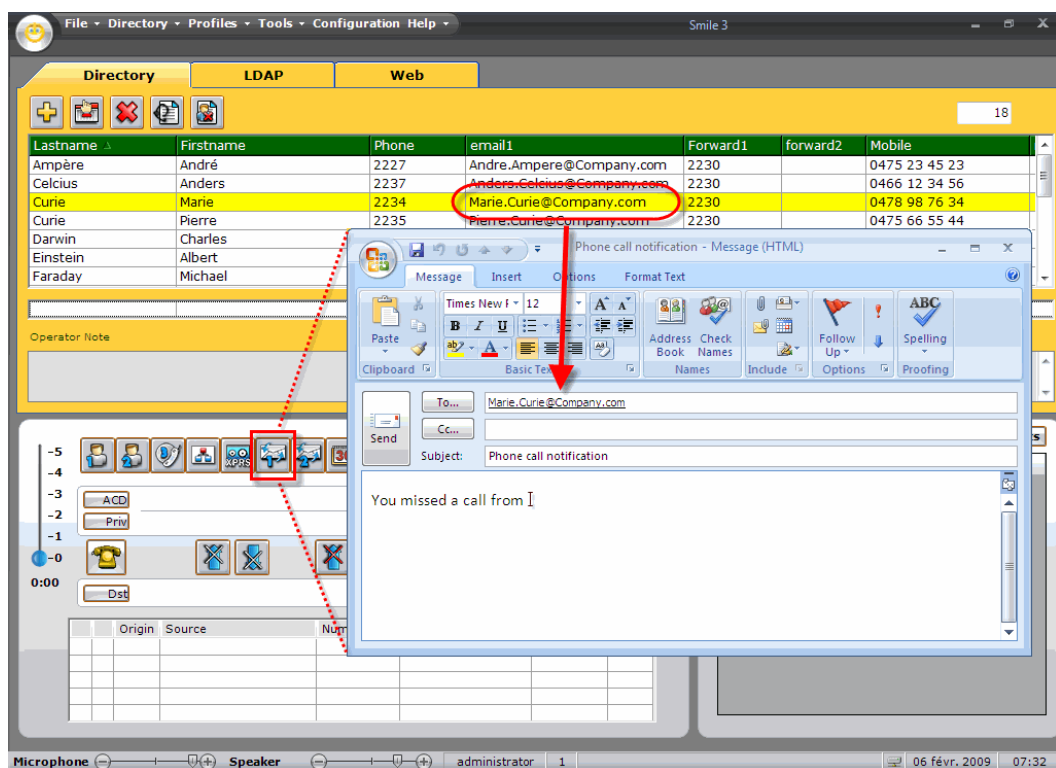 File Directory Profiles Tools Configuration Help Smile 3
Directory LDAP Web
18
Lastname Firstname Phone email1 Forward1 forward2 Mobile
Ampère André 2227 Andre.Ampere@Company.com 2230 0475 23 45 23
Celcius Anders 2237 Anders.Celcius@Company.com 2230 0466 12 34 56
Curie Marie 2234 Marie.Curie@Company.com 2230 0478 98 76 34
Curie Pierre 2235 Pierre.Curie@Company.com 2230 0475 66 55 44
Darwin Charles
Einstein Albert
Faraday Michael
Operator Note
Phone call notification - Message (HTML)
Message Insert Options Format Text
Times New 12
Paste
B I U
ab A
Clipboard Basic Text
Address Book Check Names
Names
Include
Follow Up
Options
ABC
Spelling
Proofing
Send
To... Marie.Curie@Company.com
Cc...
Subject: Phone call notification
You missed a call from
-5
-4
-3
-2
-1
-0
0:00
XPRS
30
ACD
Priv
Dst
Origin Source Num
Microphone Speaker administrator 1 06 févr. 2009 07:32